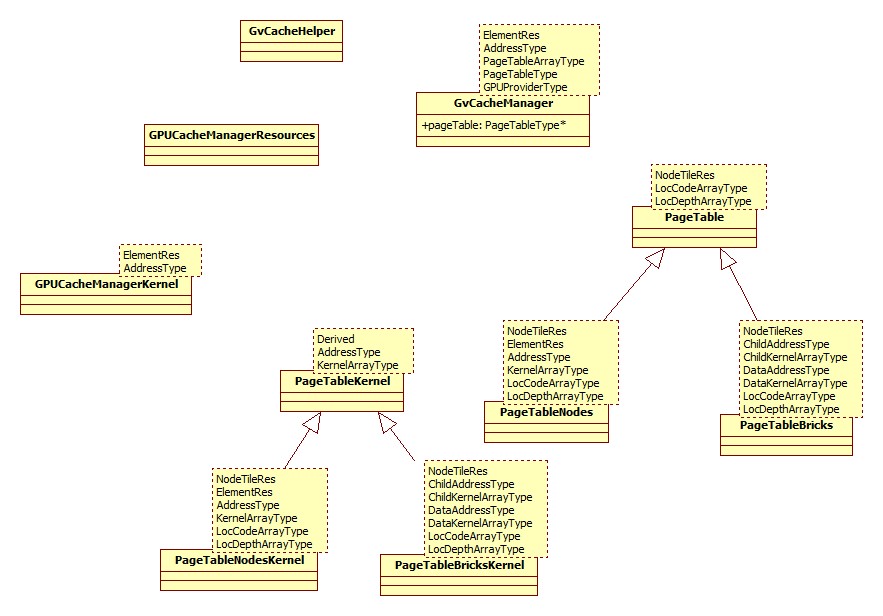 GvCacheHelper
ElementRes
AddressType
PageTableArrayType
PageTableType
GPUProviderType
GvCacheManager
+pageTable: PageTableType*
GPUCacheManagerResources
NodeTileRes
LocCodeArrayType
LocDepthArrayType
PageTable
ElementRes
AddressType
GPUCacheManagerKernel
Derived
AddressType
KernelArrayType
PageTableKernel
NodeTileRes
ElementRes
AddressType
KernelArrayType
LocCodeArrayType
LocDepthArrayType
PageTableNodes
NodeTileRes
ChildAddressType
ChildKernelArrayType
DataAddressType
DataKernelArrayType
LocCodeArrayType
LocDepthArrayType
PageTableBricks
NodeTileRes
ElementRes
AddressType
KernelArrayType
LocCodeArrayType
LocDepthArrayType
PageTableNodesKernel
NodeTileRes
ChildAddressType
ChildKernelArrayType
DataAddressType
DataKernelArrayType
LocCodeArrayType
LocDepthArrayType
PageTableBricksKernel